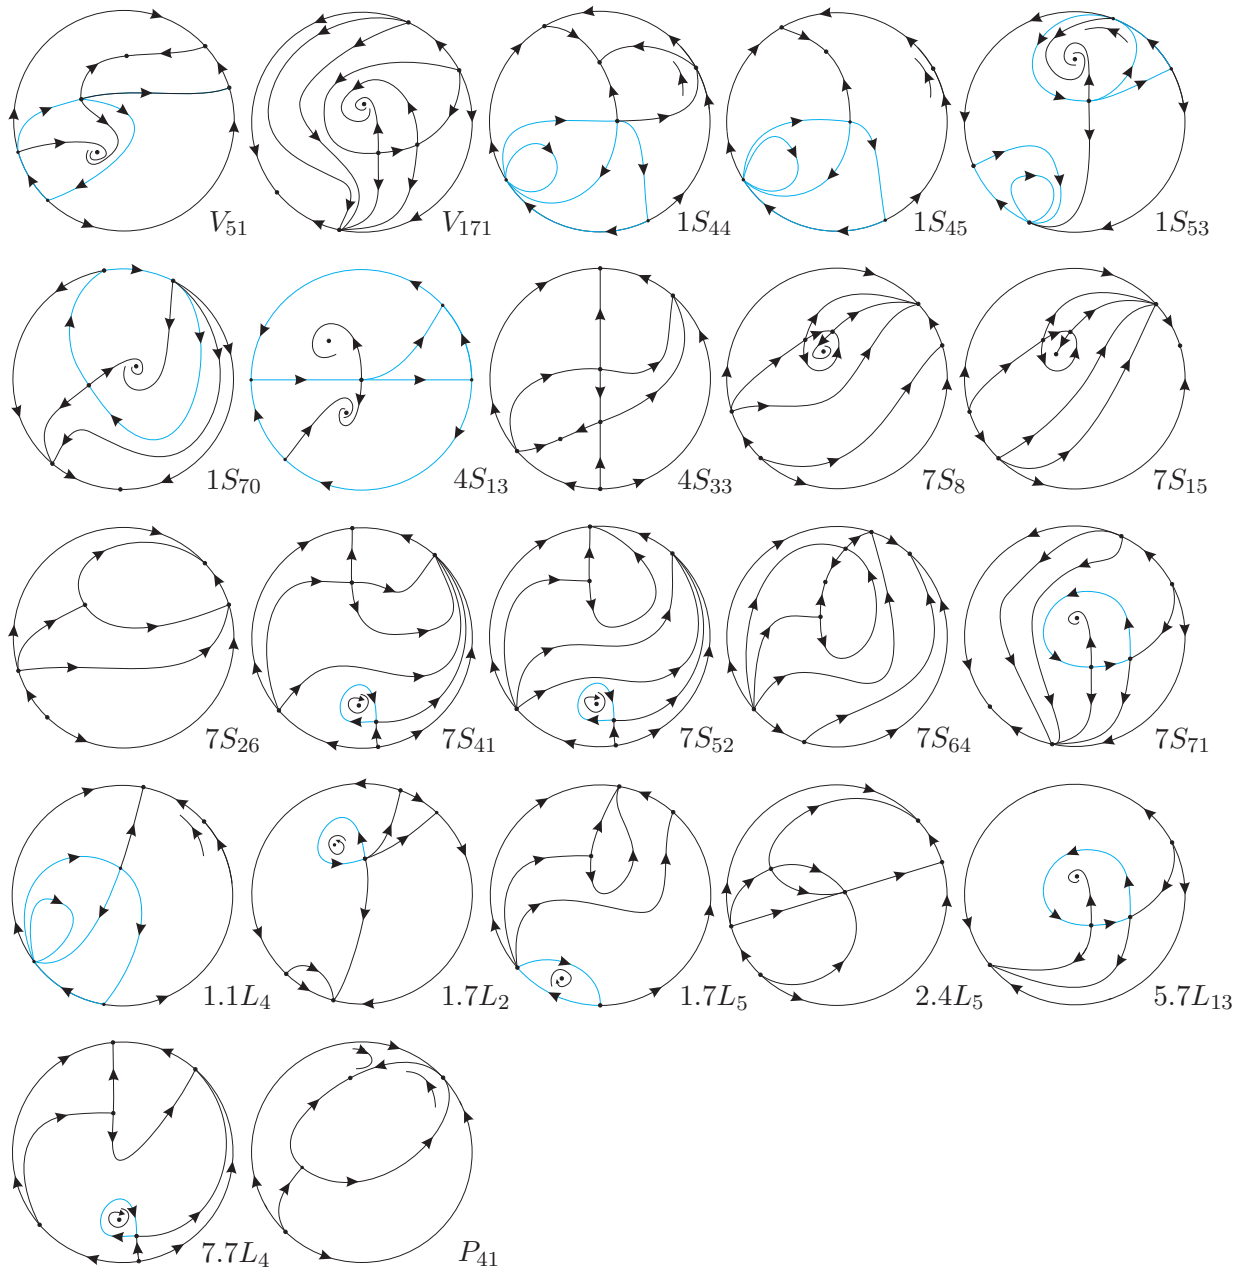 V₅₁ V₁₇₁ 1S₄₄ 1S₄₅ 1S₅₃
1S₇₀ 4S₁₃ 4S₃₃ 7S₈ 7S₁₅
7S₂₆ 7S₄₁ 7S₅₂ 7S₆₄ 7S₇₁
1.1L₄ 1.7L₂ 1.7L₅ 2.4L₅ 5.7L₁₃
7.7L₄ P₄₁